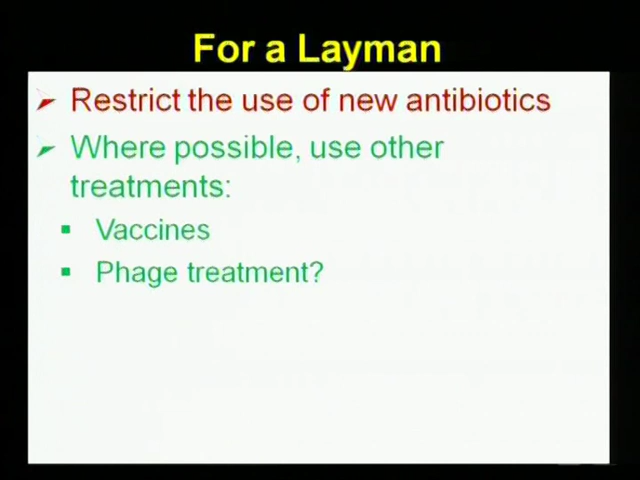 For a Layman
Restrict the use of new antibiotics
Where possible, use other
treatments:
Vaccines
Phage treatment?